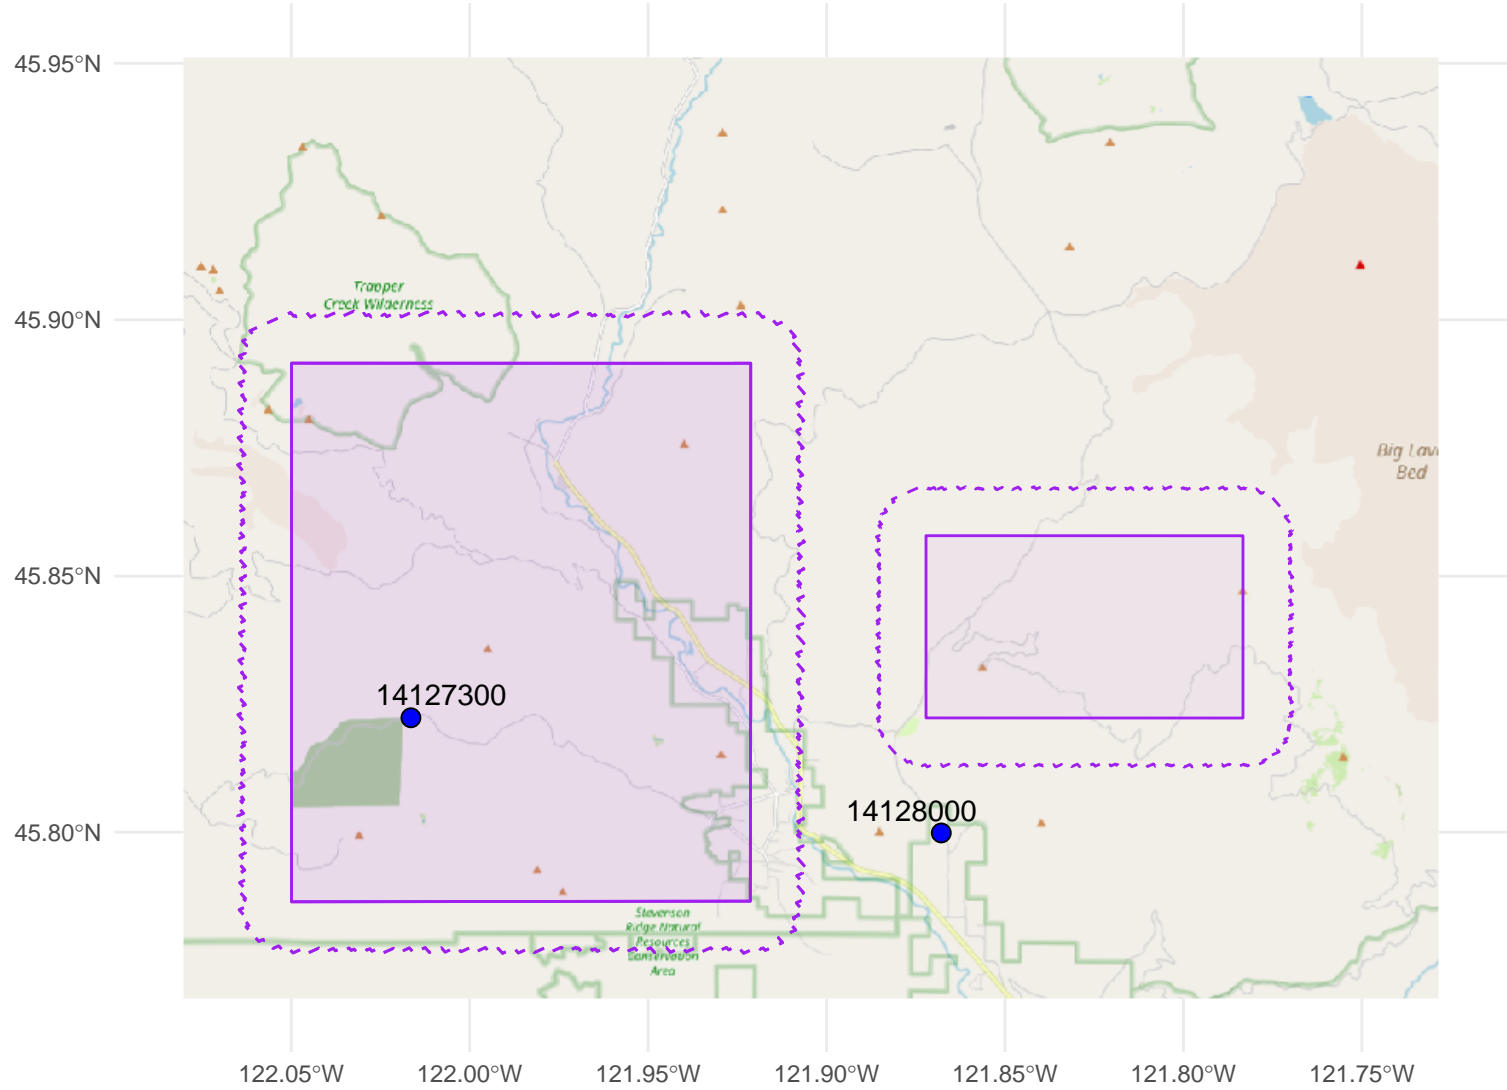 45.95°N
Trapper
Creek Wilderness
45.90°N
Big Lava
Bed
45.85°N
14127300
14128000
45.80°N
Stevenson
Ridge Natural
Resources
Conservation
Area
122.05°W
122.00°W
121.95°W
121.90°W
121.85°W
121.80°W
121.75°W